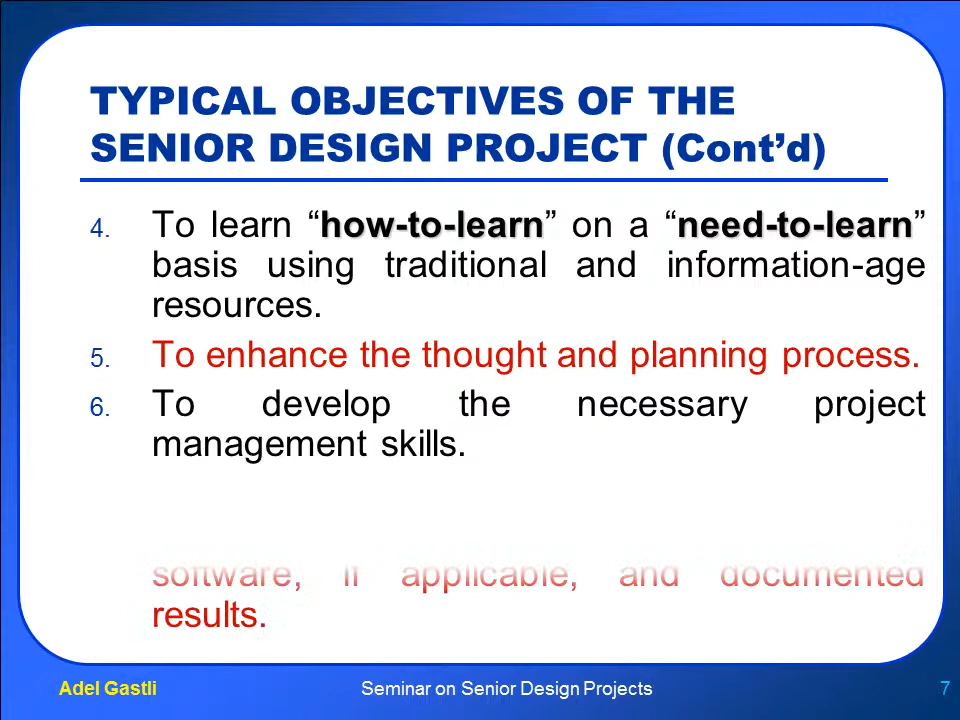 TYPICAL OBJECTIVES OF THE
SENIOR DESIGN PROJECT (Cont’d)
4. To learn “how-to-learn” on a “need-to-learn”
basis using traditional and information-age
resources.
5. To enhance the thought and planning process.
6. To develop the necessary project
management skills.
software, if applicable, and documented
results.
Adel Gastli Seminar on Senior Design Projects 7